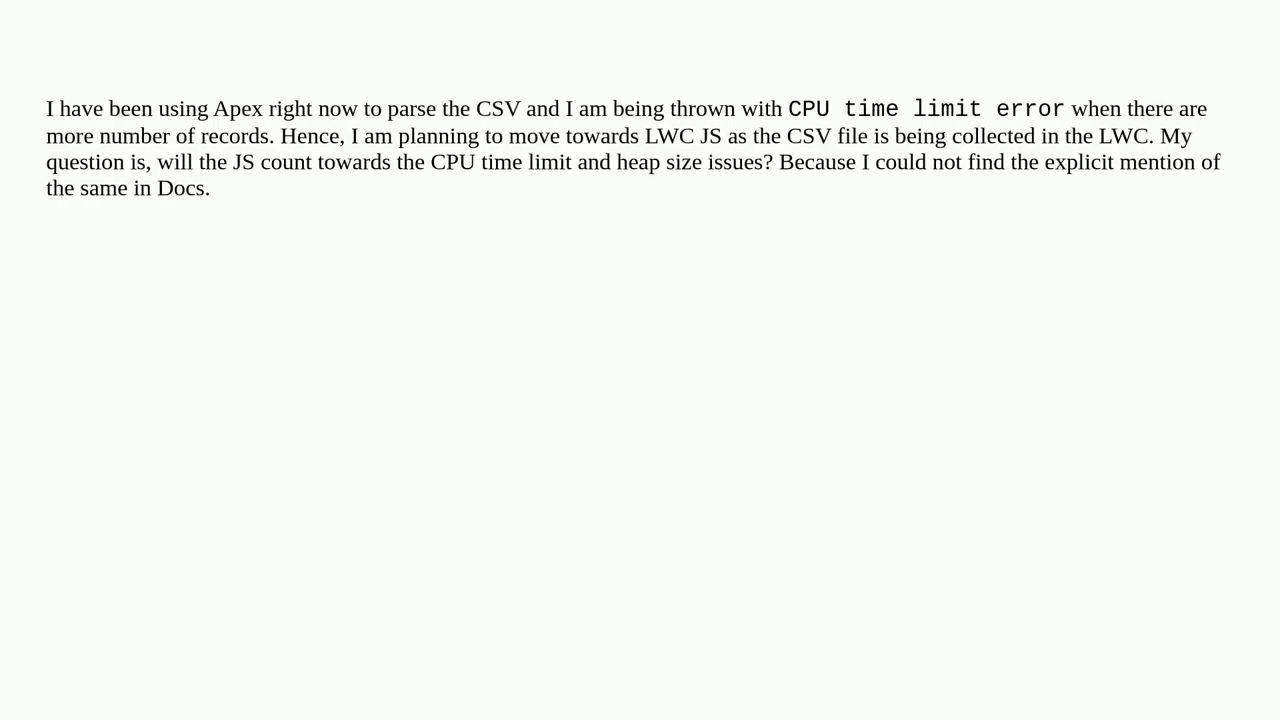 I have been using Apex right now to parse the CSV and I am being thrown with CPU time limit error when there are
more number of records. Hence, I am planning to move towards LWC JS as the CSV file is being collected in the LWC. My
question is, will the JS count towards the CPU time limit and heap size issues? Because I could not find the explicit mention of
the same in Docs.